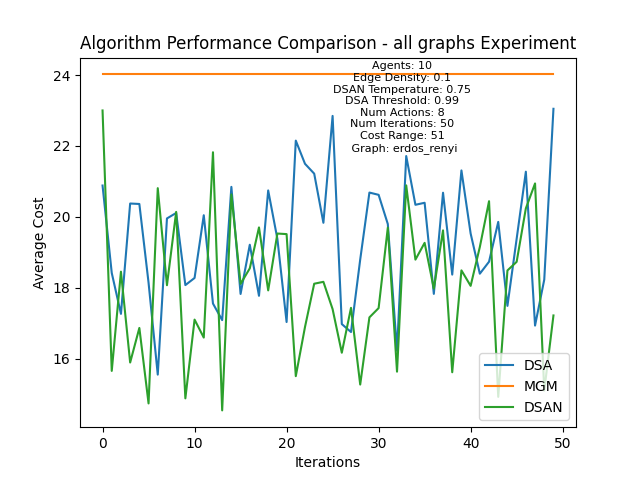 Algorithm Performance Comparison - all graphs Experiment
Agents: 10
Edge Density: 0.1
DSAN Temperature: 0.75
DSA Threshold: 0.99
Num Actions: 8
Num Iterations: 50
Cost Range: 51
Graph: erdos_renyi
Average Cost
24
22
20
18
16
0
10
20
30
40
50
Iterations
DSA
MGM
DSAN